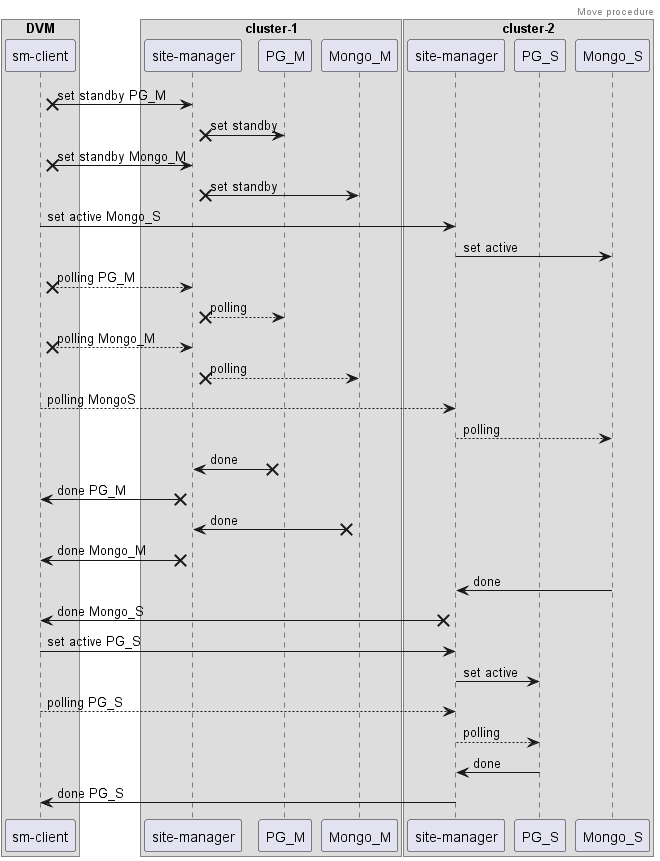 Move procedure
DVM
cluster-1
cluster-2
sm-client
site-manager
PG_M
Mongo_M
site-manager
PG_S
Mongo_S
set standby PG_M
set standby
set standby Mongo_M
set standby
set active Mongo_S
set active
polling PG_M
polling
polling Mongo_M
polling
polling MongoS
polling
done
done PG_M
done
done Mongo_M
done
done Mongo_S
set active PG_S
set active
polling PG_S
polling
done
done PG_S
sm-client
site-manager
PG_M
Mongo_M
site-manager
PG_S
Mongo_S